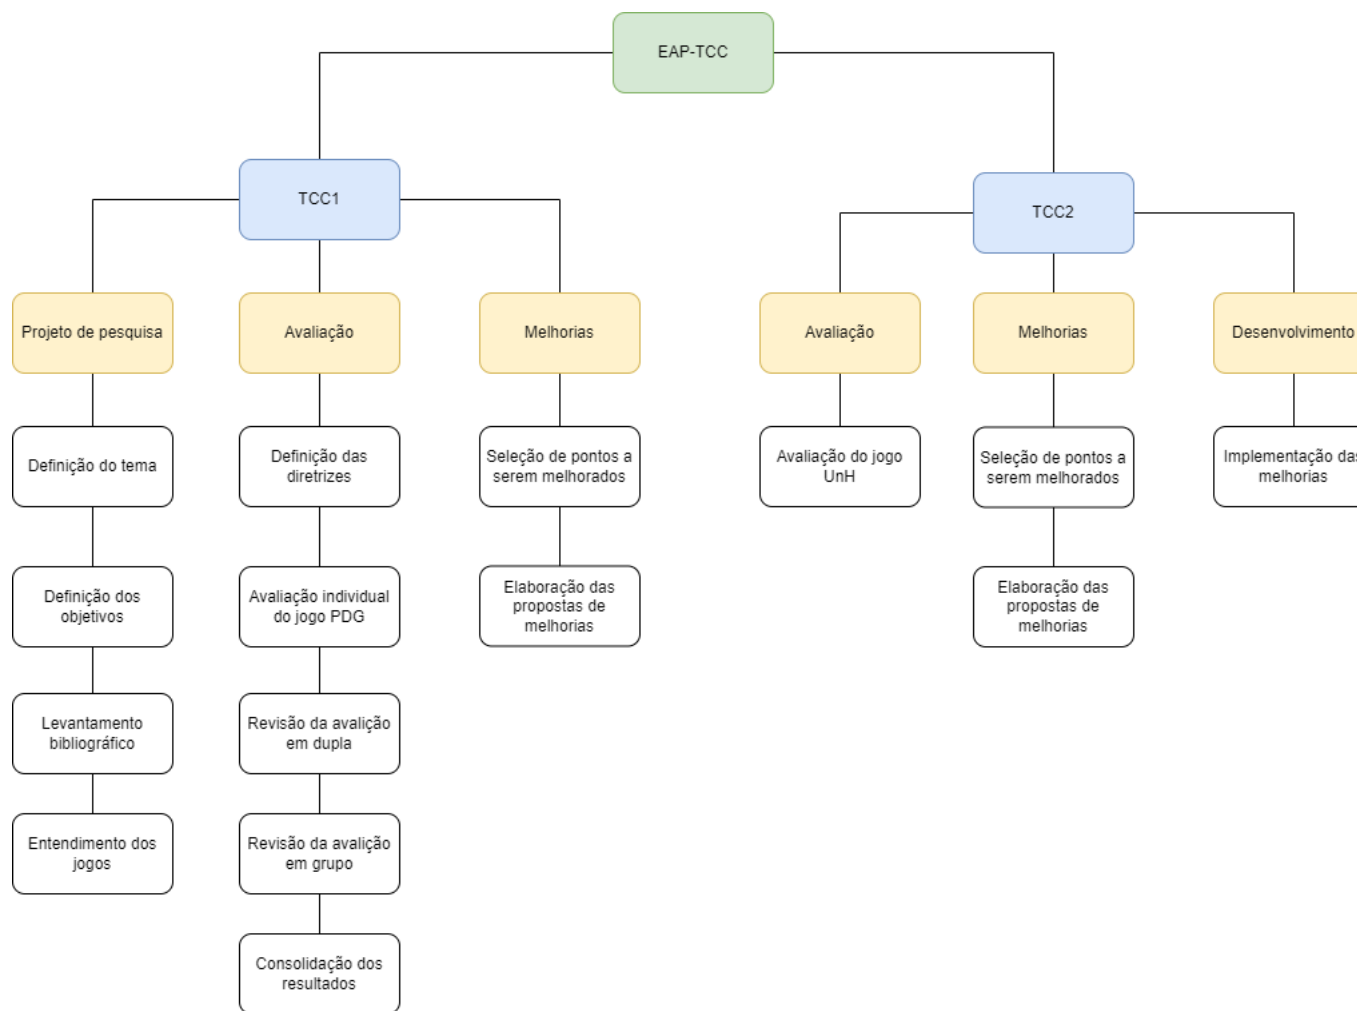 EAP-TCC
TCC1
TCC2
Projeto de pesquisa
Avaliação
Melhorias
Avaliação
Melhorias
Desenvolvimento
Definição do tema
Definição das
diretrizes
Seleção de pontos a
serem melhorados
Avaliação do jogo
UnH
Seleção de pontos a
serem melhorados
Implementação das
melhorias
Definição dos
objetivos
Avaliação individual
do jogo PDG
Elaboração das
propostas de
melhorias
Elaboração das
propostas de
melhorias
Levantamento
bibliográfico
Revisão da avalição
em dupla
Entendimento dos
jogos
Revisão da avalição
em grupo
Consolidação dos
resultados